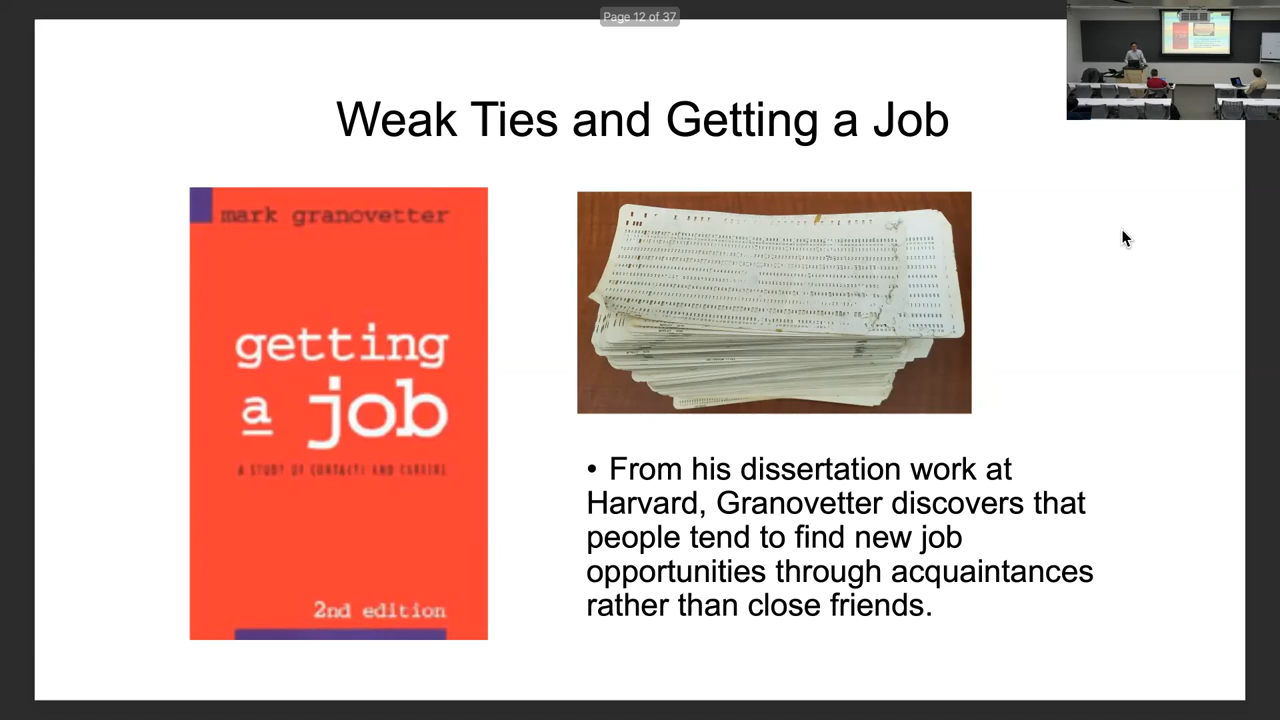 Page 12 of 37
Weak Ties and Getting a Job
mark granovetter
getting
a job
A STUDY OF CONTACTS AND CAREERS
2nd edition
• From his dissertation work at
Harvard, Granovetter discovers that
people tend to find new job
opportunities through acquaintances
rather than close friends.